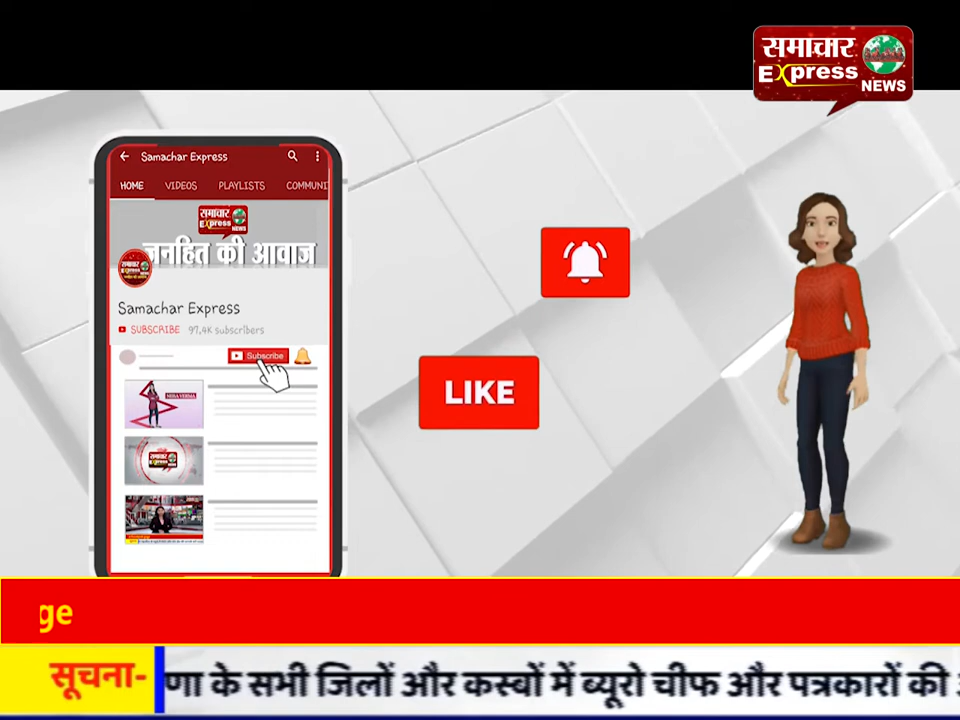 समाचार
Express
NEWS
Samachar Express
HOME VIDEOS PLAYLISTS COMMUNI
समाचार
Express
NEWS
जनहित की आवाज
Samachar Express
SUBSCRIBE 97.4K subscribers
Subscribe
LIKE
ge
सूचना- णा के सभी जिलों और कस्बों में ब्यूरो चीफ और पत्रकारों की